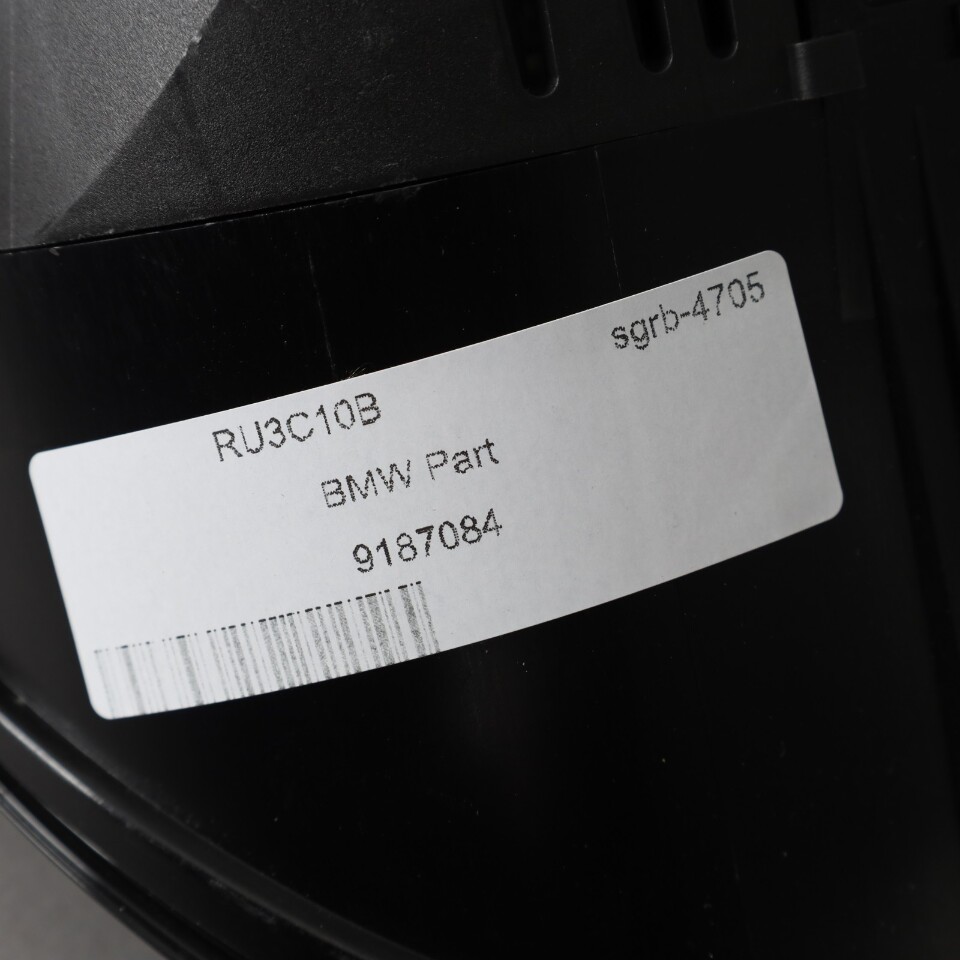 sgrb-4705
RU3C10B
BMW Part
9187084